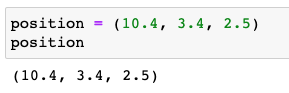 position = (10.4, 3.4, 2.5)
position
(10.4, 3.4, 2.5)